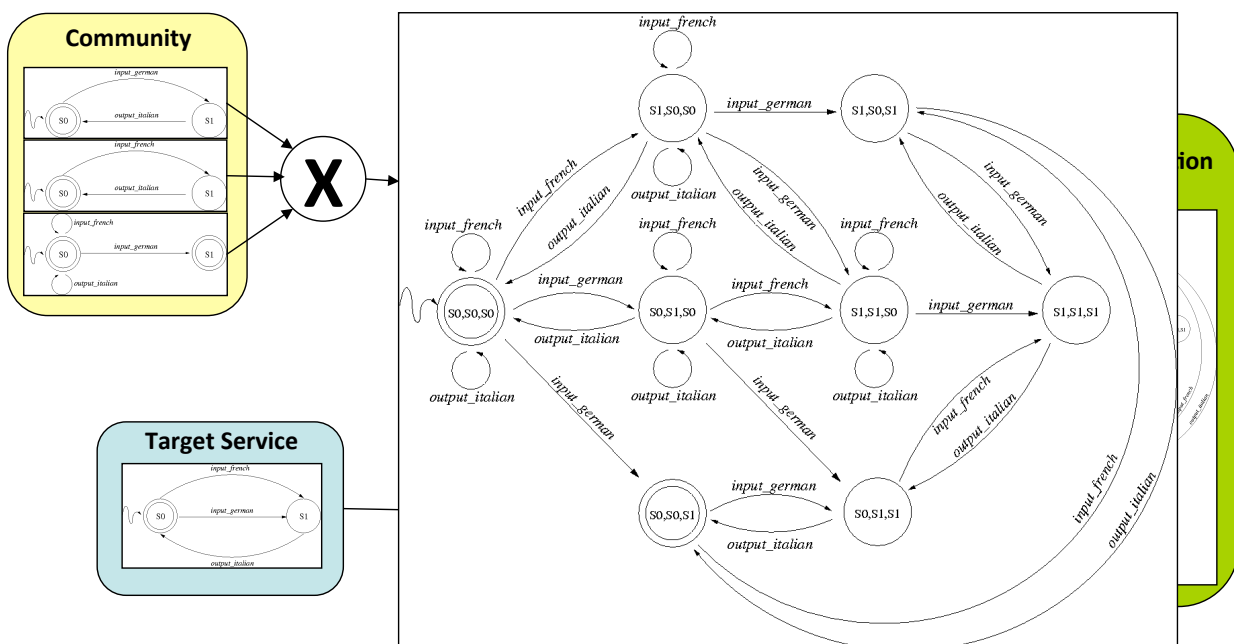 Community
input_german
S0
output_italian
S1
input_french
S0
output_italian
S1
input_french
S0
input_german
S1
output_italian
X
Target Service
input_french
S0
input_german
S1
output_italian
input_french
S1,S0,S0
input_german
S1,S0,S1
output_italian
input_french
output_italian
input_german
output_italian
input_german
output_italian
input_french
input_french
input_french
S0,S0,S0
input_german
output_italian
S0,S1,S0
input_french
output_italian
S1,S1,S0
input_german
S1,S1,S1
output_italian
output_italian
output_italian
input_german
input_german
input_french
output_italian
S0,S0,S1
input_german
output_italian
S0,S1,S1
input_french
output_italian
ion
input_french
output_italian